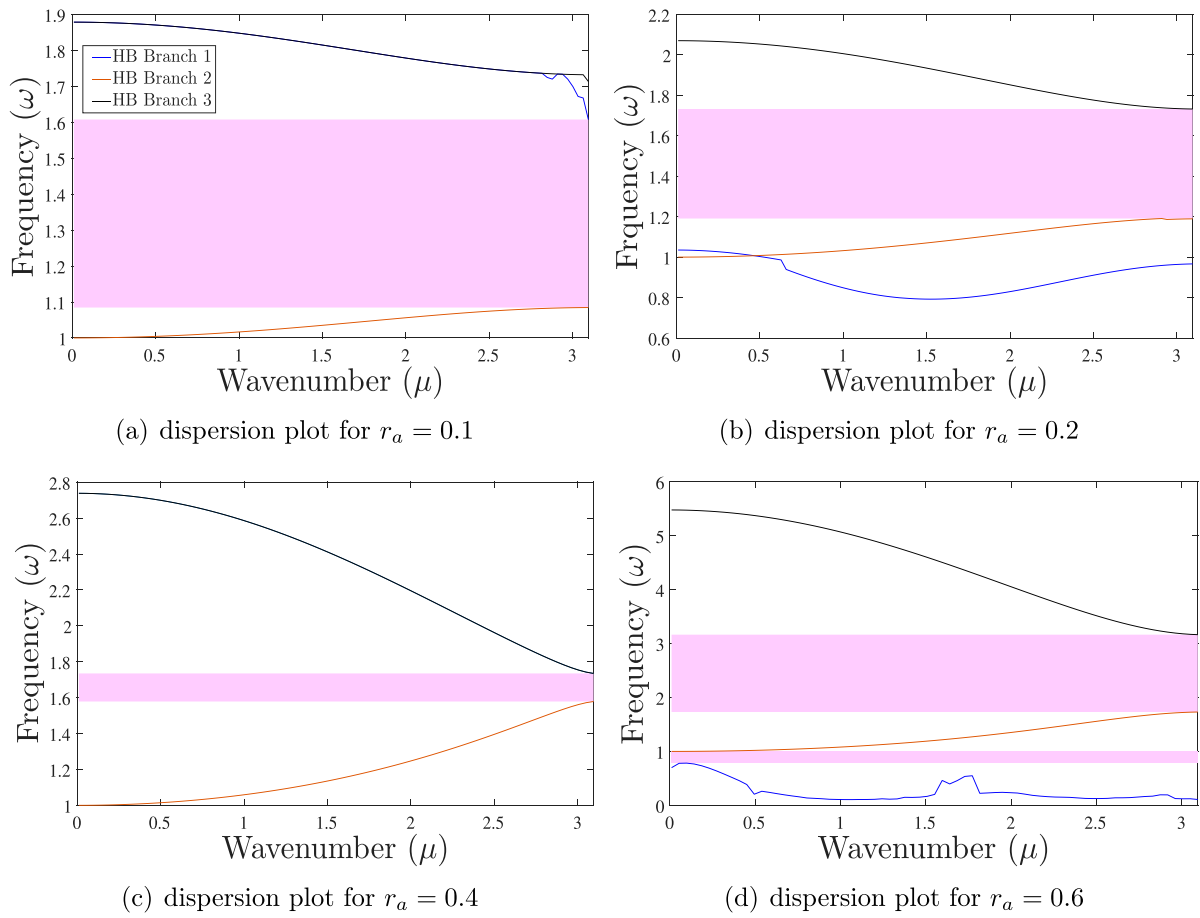 1.9
1.8
1.7
1.6
1.5
1.4
1.3
1.2
1.1
1
Frequency (ω)
HB Branch 1
HB Branch 2
HB Branch 3
0 0.5 1 1.5 2 2.5 3
Wavenumber (μ)
(a) dispersion plot for r_a = 0.1
2.2
2
1.8
1.6
1.4
1.2
1
0.8
0.6
Frquency (ω)
0 0.5 1 1.5 2 2.5 3
Wavenumber (μ)
(b) dispersion plot for r_a = 0.2
2.8
2.6
2.4
2.2
2
1.8
1.6
1.4
1.2
1
Frequency (ω)
0 0.5 1 1.5 2 2.5 3
Wavenumber (μ)
(c) dispersion plot for r_a = 0.4
6
5
4
3
2
1
0
Frequency (ω)
0 0.5 1 1.5 2 2.5 3
Wavenumber (μ)
(d) dispersion plot for r_a = 0.6